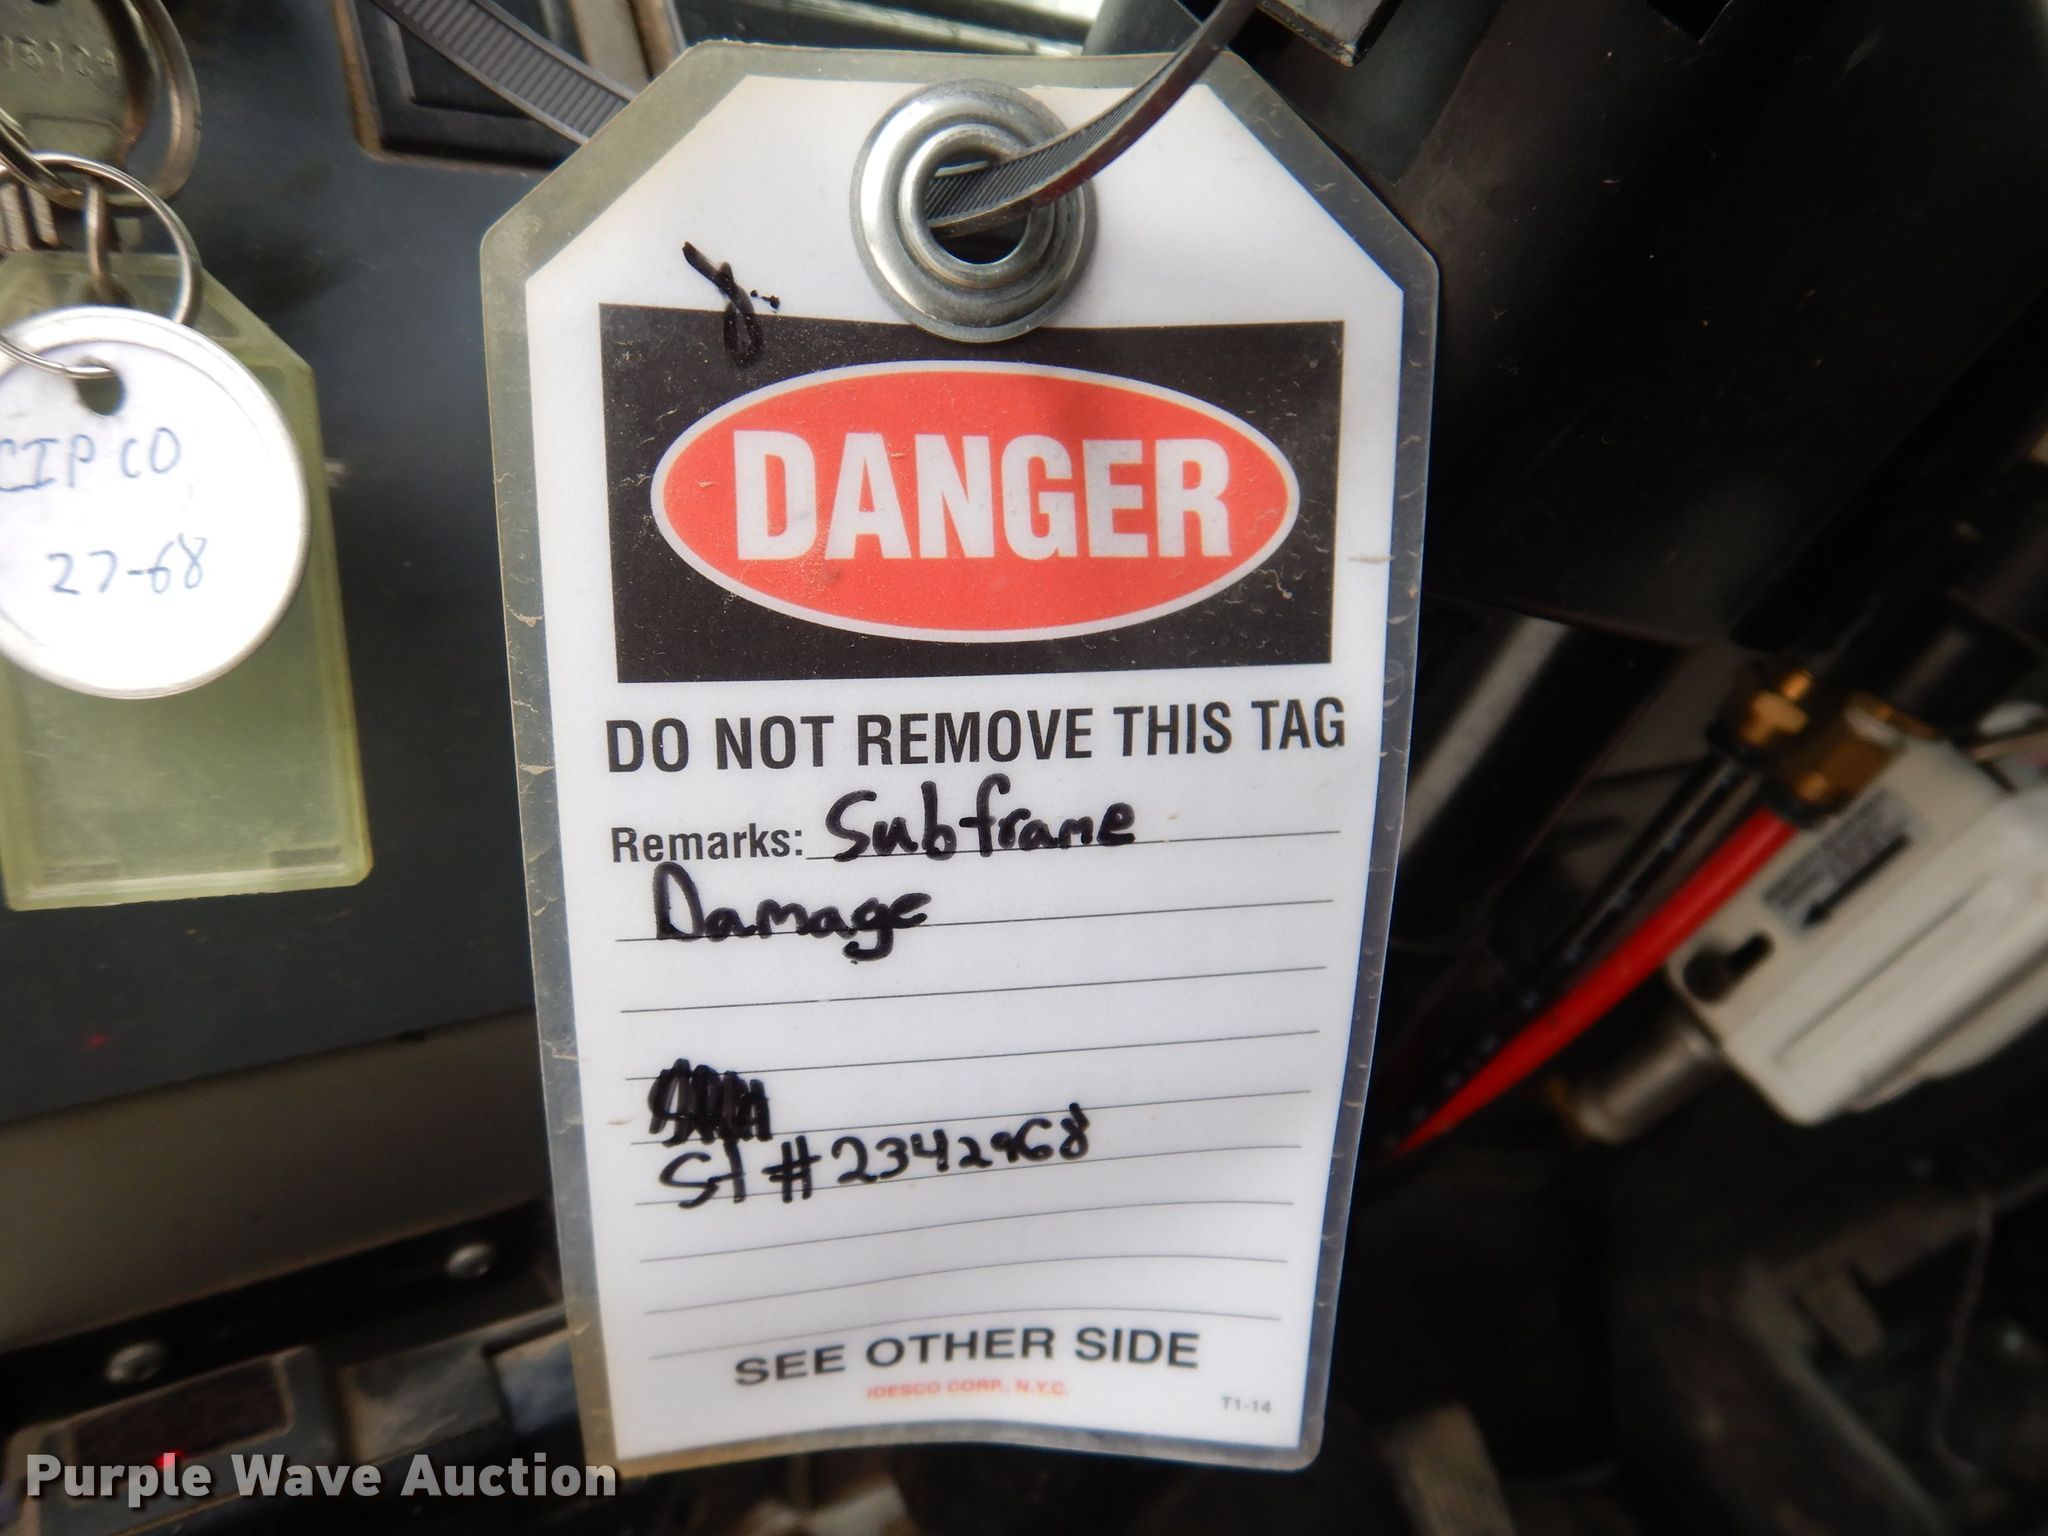 CIP CO
27-68
DANGER
DO NOT REMOVE THIS TAG
Remarks: Subframe
Damage
ST # 2342968
SEE OTHER SIDE
IDESCO CORP., N.Y.C.
T1-14
Purple Wave Auction